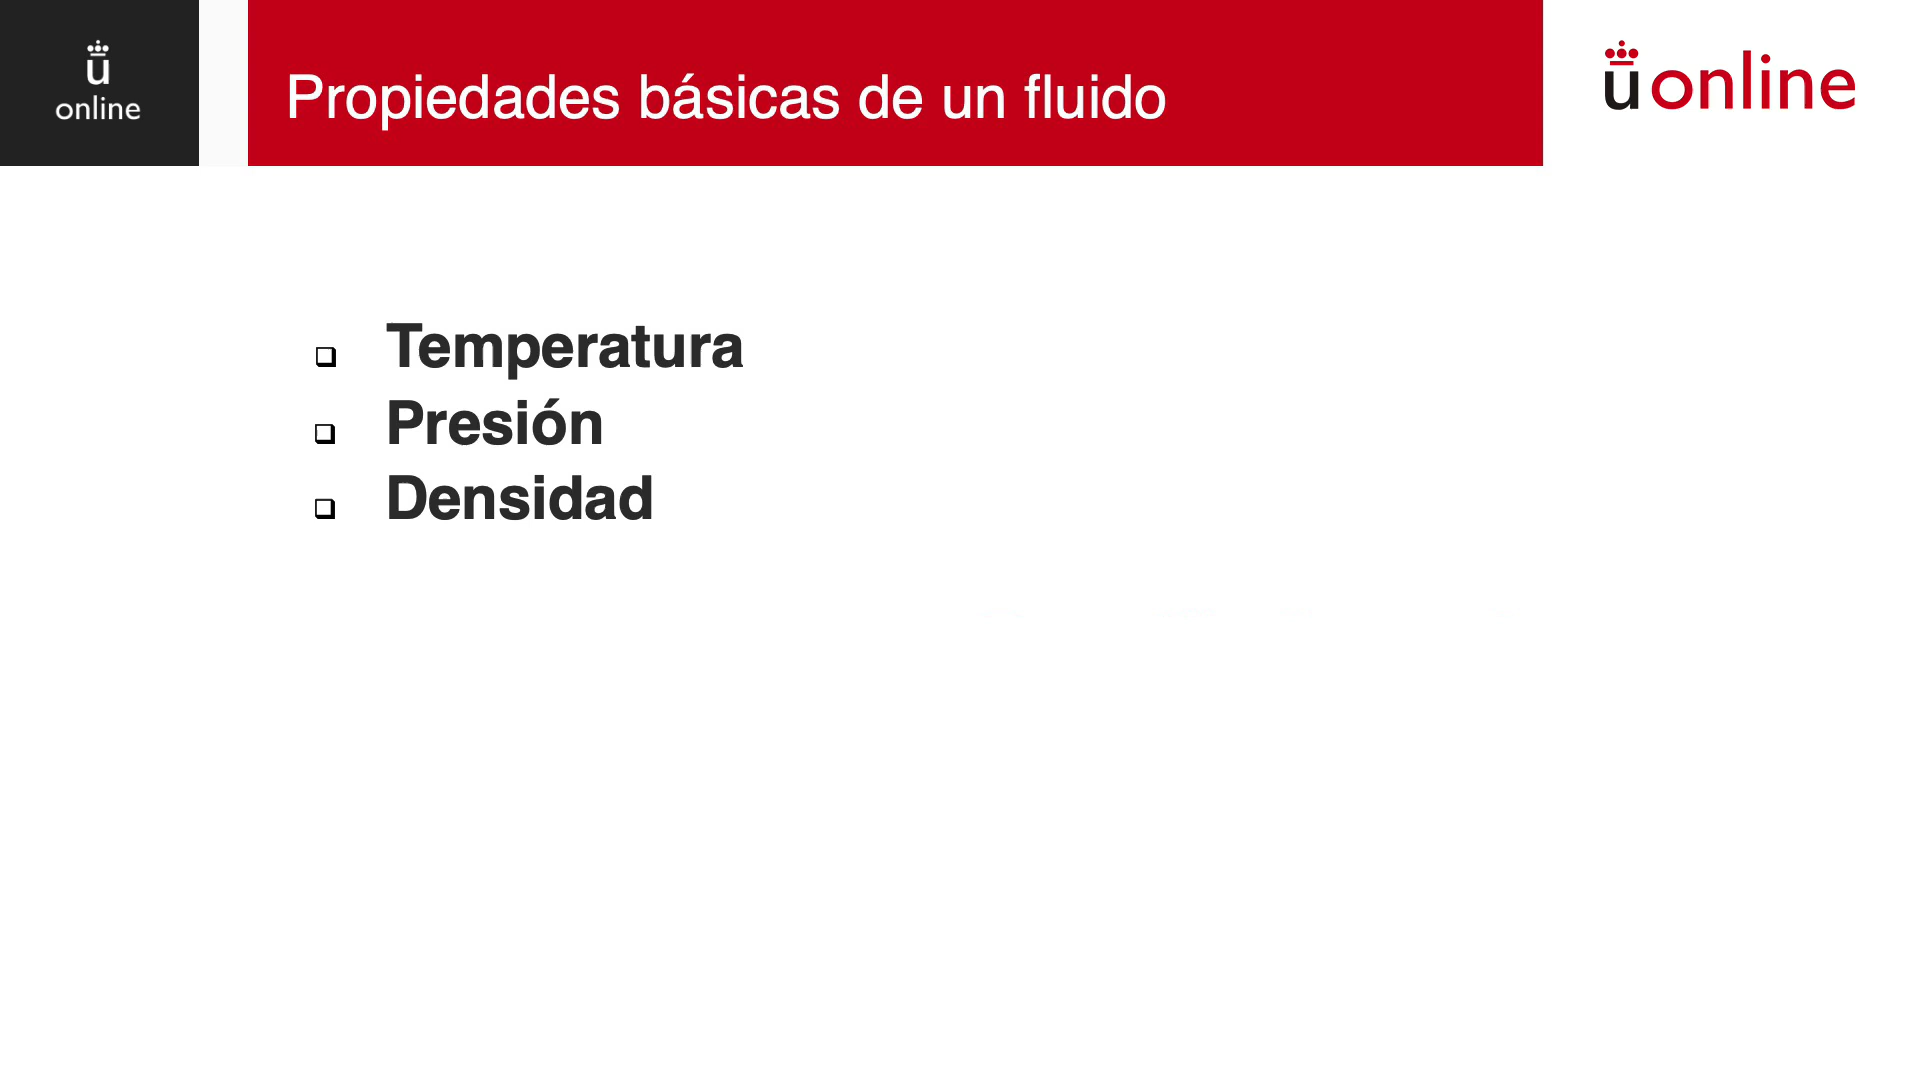 ü
online
Propiedades básicas de un fluido
ü online
Temperatura
Presión
Densidad